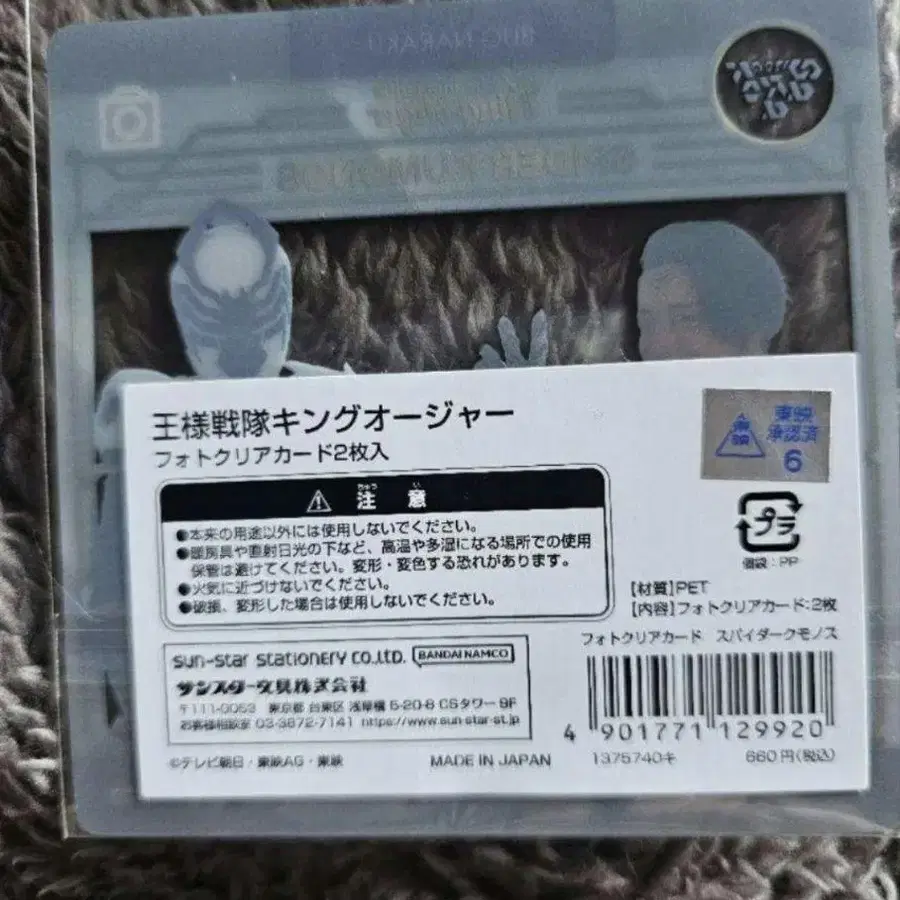 王様戦隊キングオージャー
フォトクリアカード2枚入
東映
東映
承認済
6
注意
ちゅう い
●本来の用途以外には使用しないでください。
●暖房具や直射日光の下など、高温や多湿になる場所での使用
保管は避けてください。変形・変色する恐れがあります。
●火気に近づけないでください。
●破損、変形した場合は使用しないでください。
プラ
個袋:PP
【材質】PET
【内容】フォトクリアカード:2枚
フォトクリアカード スパイダークモノス
sun-star stationery co.,ltd. BANDAI NAMCO
サンスター文具株式会社
〒111-0053 東京都 台東区 浅草橋 5-20-8 CSタワー 9F
お客様相談室 03-3872-7141 https://www.sun-star-st.jp
4 901771 129920
©テレビ朝日・東映AG・東映
MADE IN JAPAN
1375740キ
660円(税込)